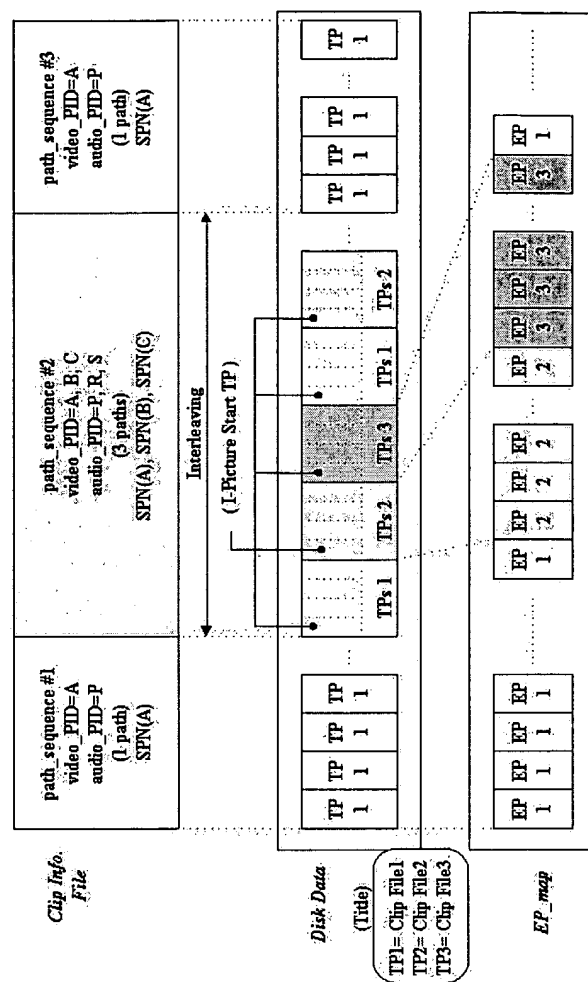 Clip Info.
File
path_sequence #1
video_PID=A
audio_PID=P
(1 path)
SPN(A)
path_sequence #2
video_PID=A, B, C
audio_PID=P, R, S
(3 paths)
SPN(A), SPN(B), SPN(C)
path_sequence #3
video_PID=A
audio_PID=P
(1 path)
SPN(A)
Interleaving
( I-Picture Start TP )
Disk Data
(Title)
TP1= Clip File1
TP2= Clip File2
TP3= Clip File3
TP 1
TP 1
TP 1
TP 1
...
TPs 1
TPs 2
TPs 3
TPs 1
TPs 2
...
TP 1
TP 1
TP 1
...
TP 1
EP_map
EP 1
EP 1
EP 1
EP 1
EP 1
EP 2
EP 2
EP 2
EP 2
EP 3
EP 3
EP 3
EP 3
EP 1